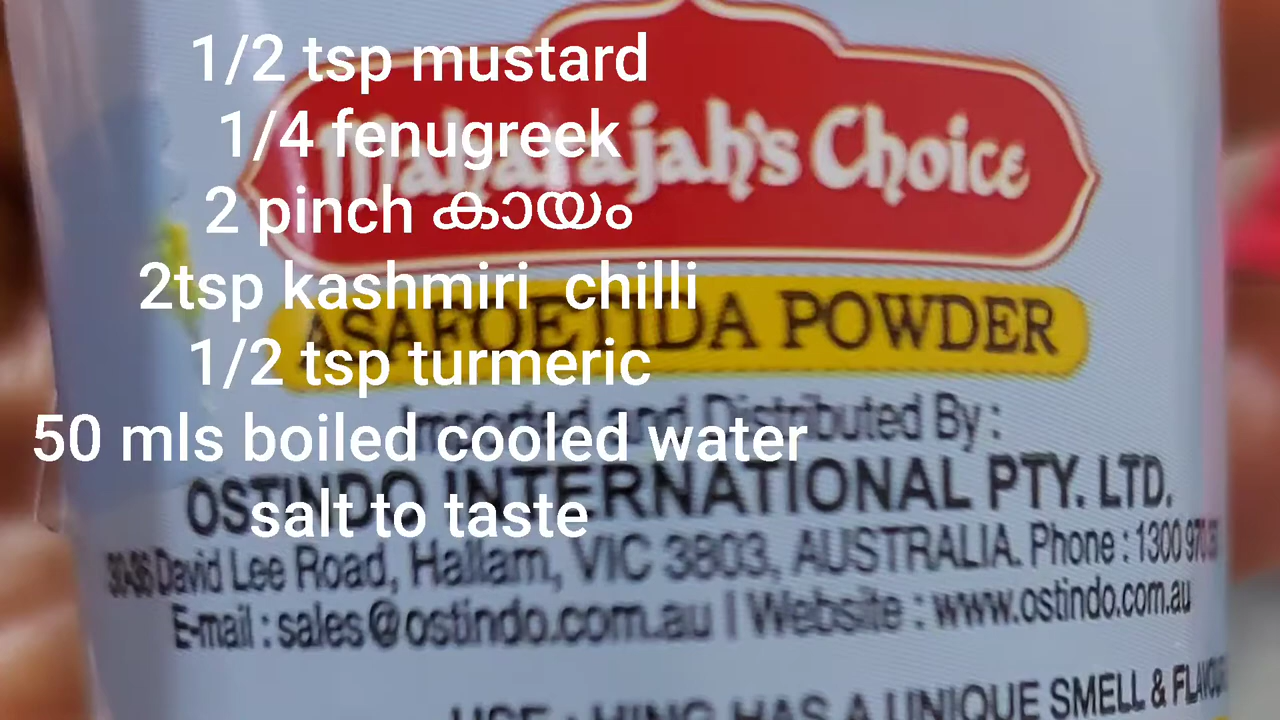 1/2 tsp mustard
1/4 fenugreek
2 pinch കായം
2tsp kashmiri chilli
1/2 tsp turmeric
50 mls boiled cooled water
salt to taste
Maharajah's Choice
ASAFOETIDA POWDER
Imported and Distributed By :
OSTINDO INTERNATIONAL PTY. LTD.
David Lee Road, Hallam, VIC 3803, AUSTRALIA. Phone : 1300
E-mail : sales@ostindo.com.au | Website : www.ostindo.com.au
USE : HING HAS A UNIQUE SMELL &